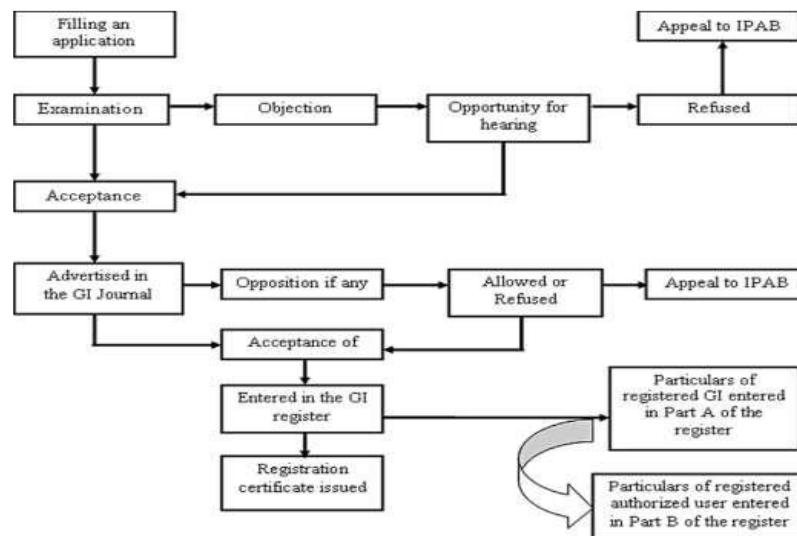 Filling an
application
Appeal to IPAB
Examination
Objection
Opportunity for
hearing
Refused
Acceptance
Advertised in
the GI Journal
Opposition if any
Allowed or
Refused
Appeal to IPAB
Acceptance of
Entered in the GI
register
Particulars of
registered GI entered
in Part A of the
register
Registration
certificate issued
Particulars of registered
authorized user entered
in Part B of the register